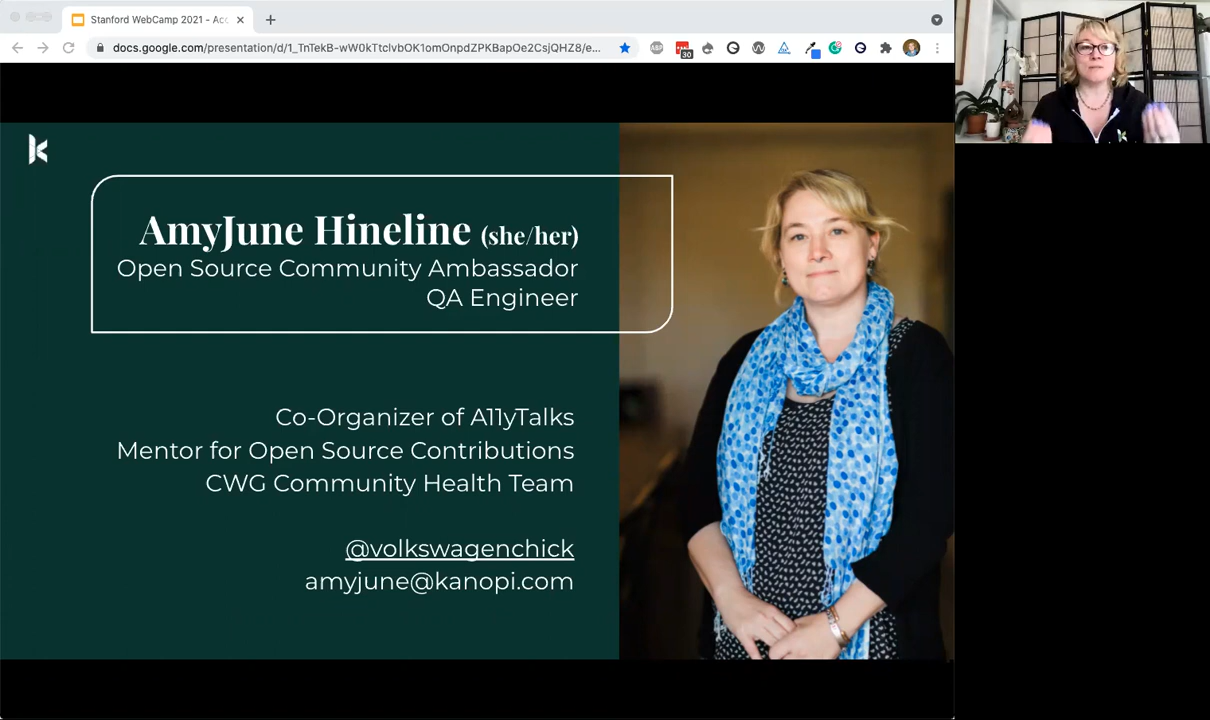 Stanford WebCamp 2021 - Acc
docs.google.com/presentation/d/1_TnTekB-wW0kTtclvbOK1omOnpdZPKBapOe2CsjQHZ8/e...
30
AmyJune Hineline (she/her)
Open Source Community Ambassador
QA Engineer
Co-Organizer of A11yTalks
Mentor for Open Source Contributions
CWG Community Health Team
@volkswagenchick
amyjune@kanopi.com